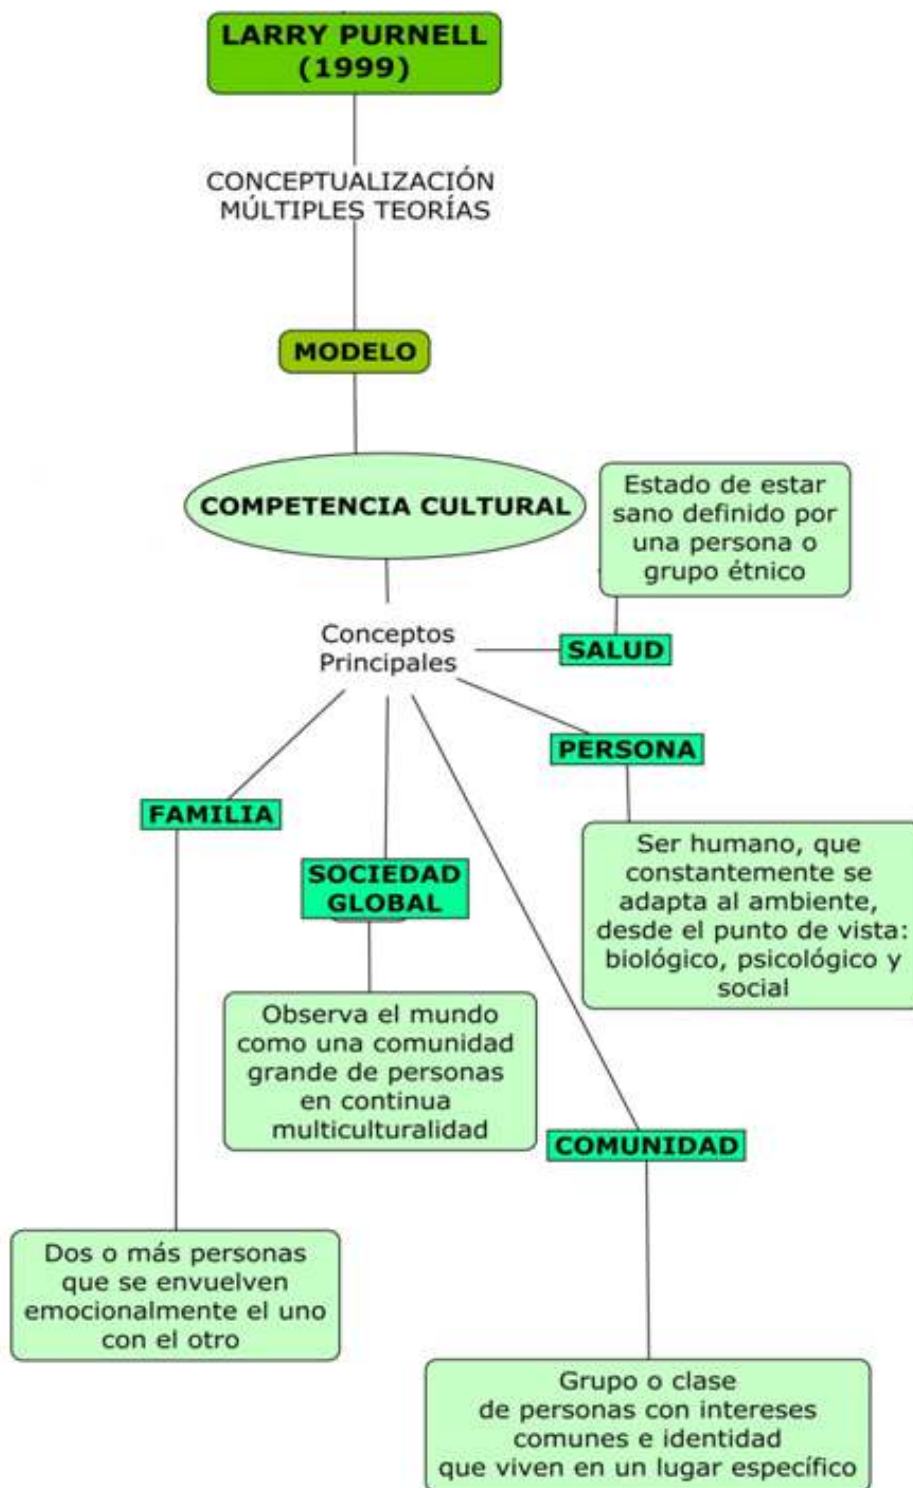 LARRY PURNELL
(1999)
CONCEPTUALIZACIÓN
MÚLTIPLES TEORÍAS
MODELO
COMPETENCIA CULTURAL
Estado de estar
sano definido por
una persona o
grupo étnico
Conceptos
Principales
SALUD
PERSONA
Ser humano, que
constantemente se
adapta al ambiente,
desde el punto de vista:
biológico, psicológico y
social
FAMILIA
SOCIEDAD
GLOBAL
Observa el mundo
como una comunidad
grande de personas
en continua
multiculturalidad
COMUNIDAD
Dos o más personas
que se envuelven
emocionalmente el uno
con el otro
Grupo o clase
de personas con intereses
comunes e identidad
que viven en un lugar específico